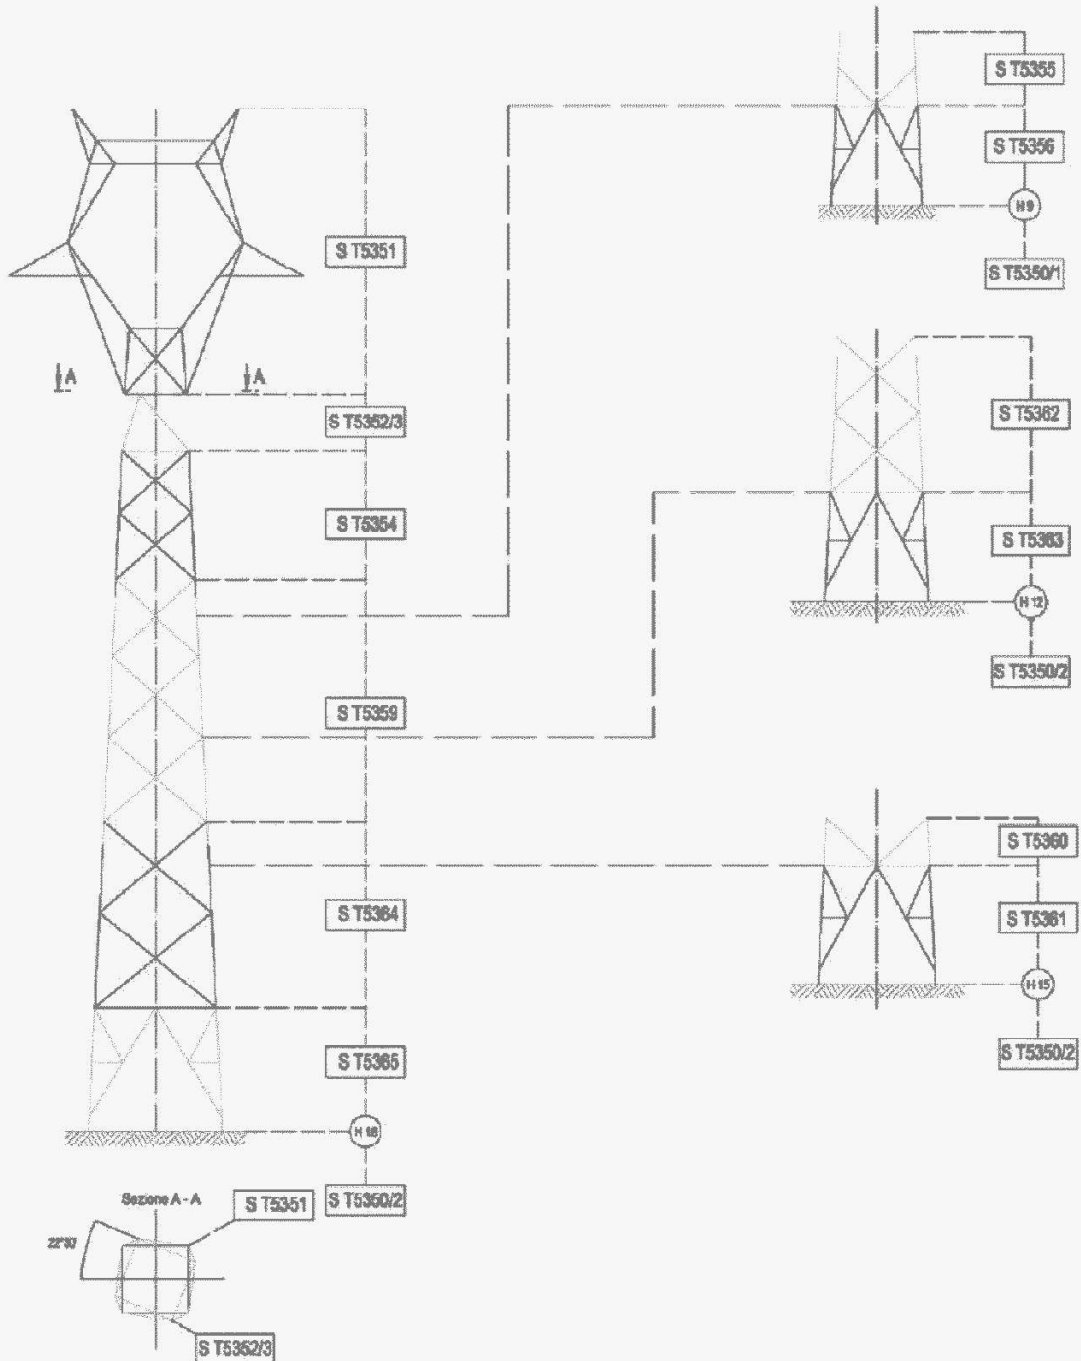 S T5355
S T5356
H 9
S T5350/1
S T5351
A
A
S T5352/3
S T5354
S T5362
S T5363
H 12
S T5350/2
S T5359
S T5360
S T5364
S T5361
H 15
S T5350/2
S T5365
H 18
S T5350/2
Sezione A - A
S T5351
22°30'
S T5352/3